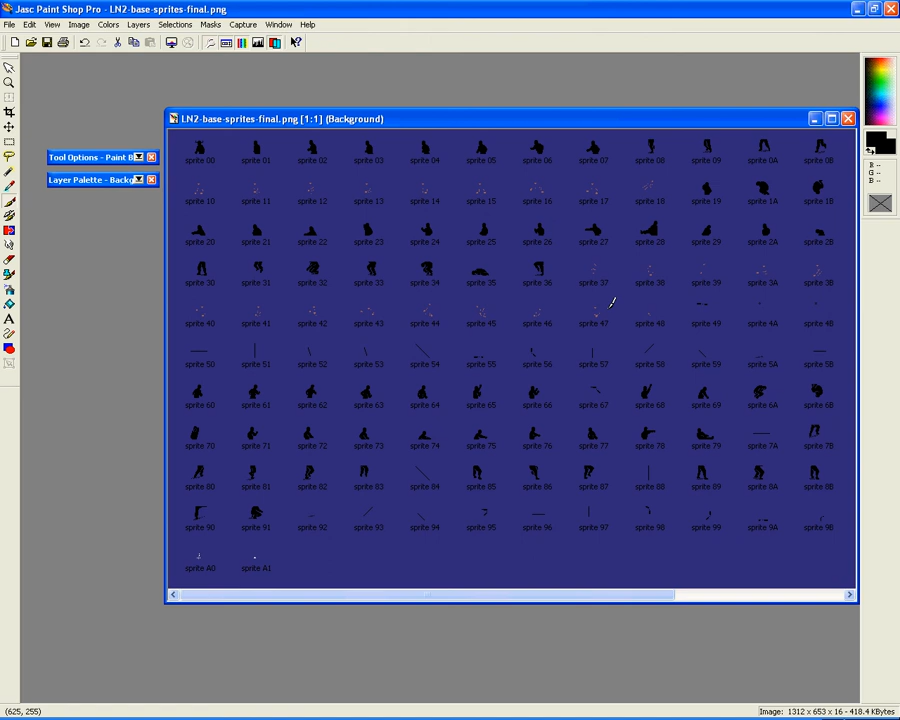 Jasc Paint Shop Pro - LN2-base-sprites-final.png
File Edit View Image Colors Layers Selections Masks Capture Window Help
LN2-base-sprites-final.png [1:1] (Background)
Tool Options - Paint B
Layer Palette - Backg
R --
G --
B --
sprite 00 sprite 01 sprite 02 sprite 03 sprite 04 sprite 05 sprite 06 sprite 07 sprite 08 sprite 09 sprite 0A sprite 0B
sprite 10 sprite 11 sprite 12 sprite 13 sprite 14 sprite 15 sprite 16 sprite 17 sprite 18 sprite 19 sprite 1A sprite 1B
sprite 20 sprite 21 sprite 22 sprite 23 sprite 24 sprite 25 sprite 26 sprite 27 sprite 28 sprite 29 sprite 2A sprite 2B
sprite 30 sprite 31 sprite 32 sprite 33 sprite 34 sprite 35 sprite 36 sprite 37 sprite 38 sprite 39 sprite 3A sprite 3B
sprite 40 sprite 41 sprite 42 sprite 43 sprite 44 sprite 45 sprite 46 sprite 47 sprite 48 sprite 49 sprite 4A sprite 4B
sprite 50 sprite 51 sprite 52 sprite 53 sprite 54 sprite 55 sprite 56 sprite 57 sprite 58 sprite 59 sprite 5A sprite 5B
sprite 60 sprite 61 sprite 62 sprite 63 sprite 64 sprite 65 sprite 66 sprite 67 sprite 68 sprite 69 sprite 6A sprite 6B
sprite 70 sprite 71 sprite 72 sprite 73 sprite 74 sprite 75 sprite 76 sprite 77 sprite 78 sprite 79 sprite 7A sprite 7B
sprite 80 sprite 81 sprite 82 sprite 83 sprite 84 sprite 85 sprite 86 sprite 87 sprite 88 sprite 89 sprite 8A sprite 8B
sprite 90 sprite 91 sprite 92 sprite 93 sprite 94 sprite 95 sprite 96 sprite 97 sprite 98 sprite 99 sprite 9A sprite 9B
sprite A0 sprite A1
(625, 255)
Image: 1312 x 653 x 16 - 418.4 KBytes